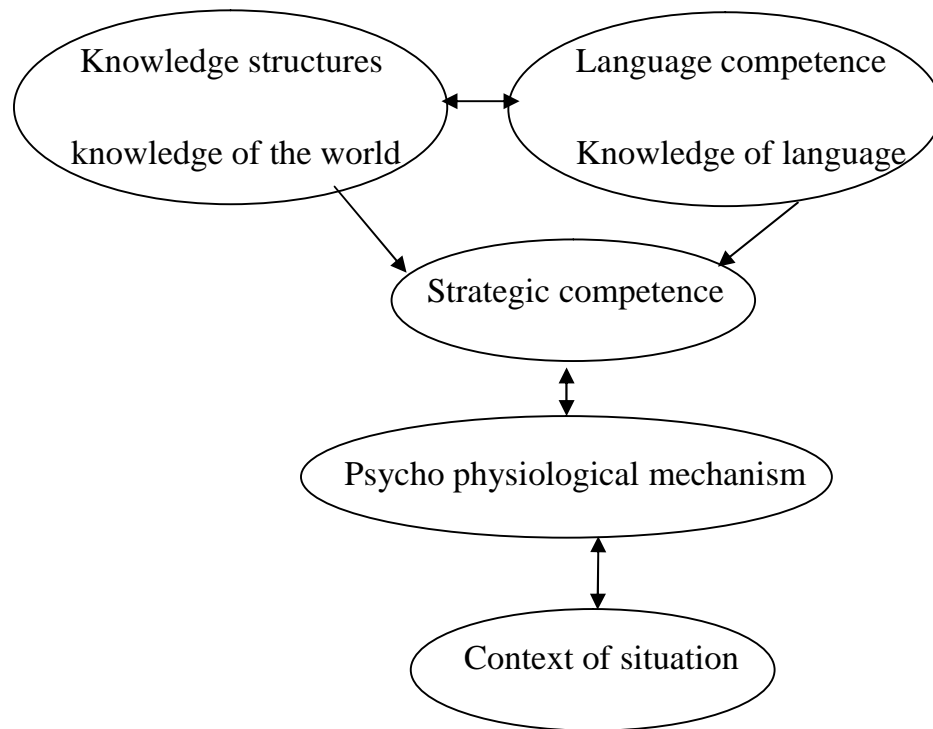 Knowledge structures
knowledge of the world
Language competence
Knowledge of language
Strategic competence
Psycho physiological mechanism
Context of situation